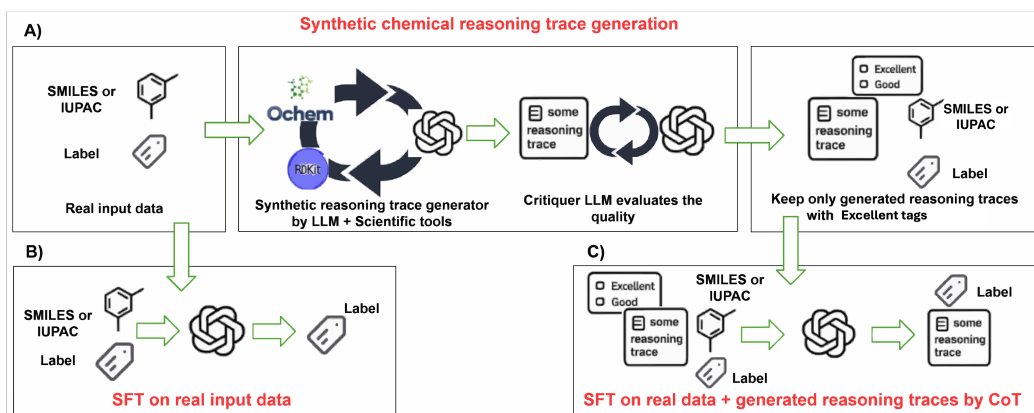 Synthetic chemical reasoning trace generation
A)
SMILES or
IUPAC
Label
Real input data
Ochem
RDKit
Synthetic reasoning trace generator
by LLM + Scientific tools
some
reasoning
trace
Critiquer LLM evaluates the
quality
Excellent
Good
some
reasoning
trace
SMILES or
IUPAC
Label
Keep only generated reasoning traces
with Excellent tags
B)
SMILES or
IUPAC
Label
Label
SFT on real input data
C)
Excellent
Good
some
reasoning
trace
SMILES or
IUPAC
Label
Label
some
reasoning
trace
SFT on real data + generated reasoning traces by CoT